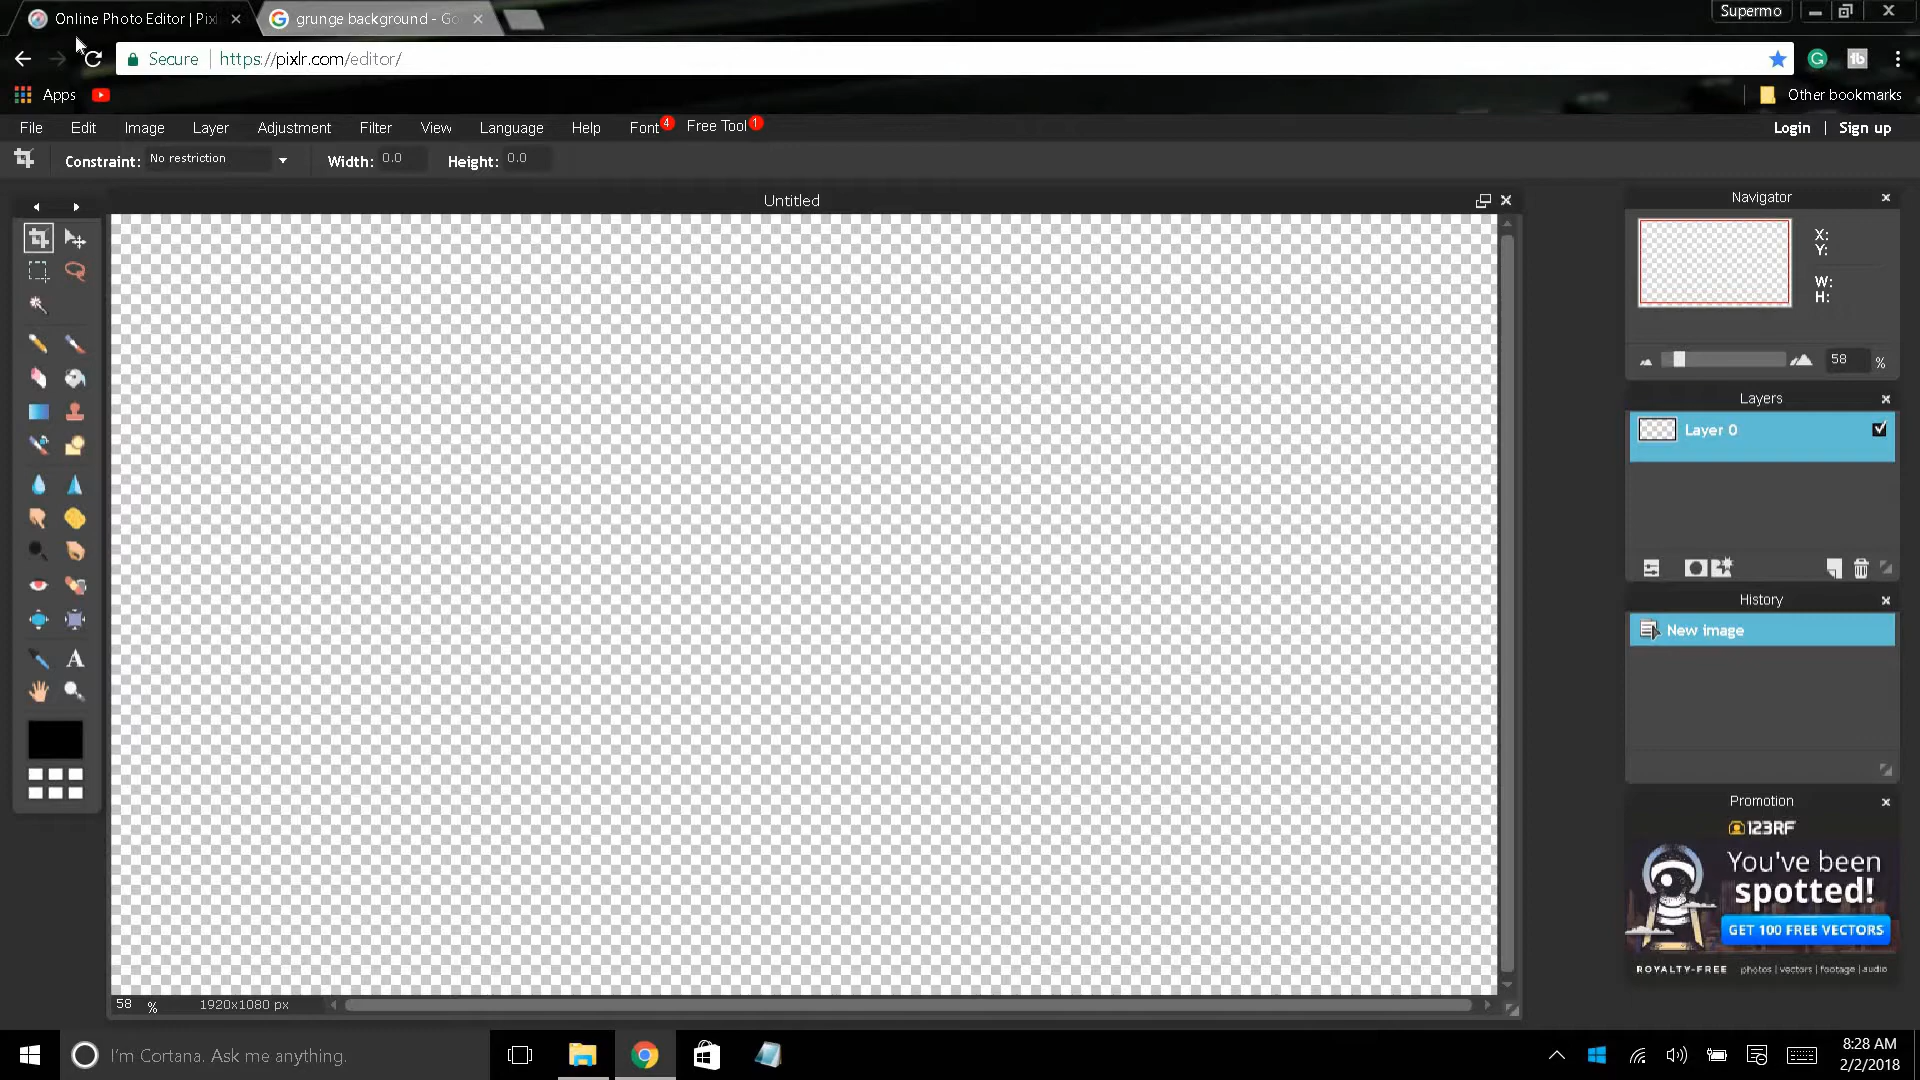 Online Photo Editor | Pixl
grunge background - Go
Supermo
Secure
https://pixlr.com/editor/
Apps
Other bookmarks
File Edit Image Layer Adjustment Filter View Language Help Font 4 Free Tool 1
Login | Sign up
Constraint: No restriction Width: 0.0 Height: 0.0
Untitled
Navigator
X:
Y:
W:
H:
58 %
Layers
Layer 0
History
New image
Promotion
123RF
You've been
spotted!
GET 100 FREE VECTORS
ROYALTY-FREE photos | vectors | footage | audio
58 % 1920x1080 px
I'm Cortana. Ask me anything.
8:28 AM
2/2/2018